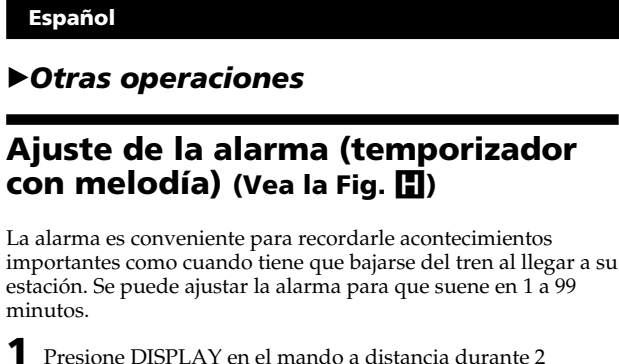 Español
▶Otras operaciones
Ajuste de la alarma (temporizador
con melodía) (Vea la Fig. H)
La alarma es conveniente para recordarle acontecimientos
importantes como cuando tiene que bajarse del tren al llegar a su
estación. Se puede ajustar la alarma para que suene en 1 a 99
minutos.
1 Presione DISPLAY en el mando a distancia durante 2